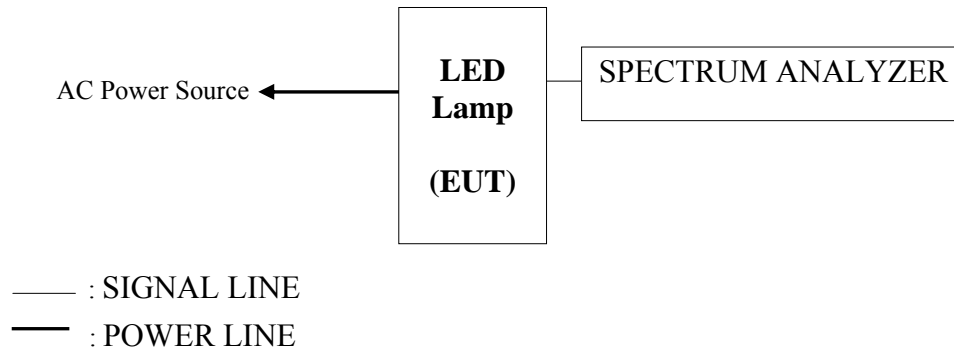 AC Power Source
LED
Lamp
(EUT)
SPECTRUM ANALYZER
: SIGNAL LINE
: POWER LINE